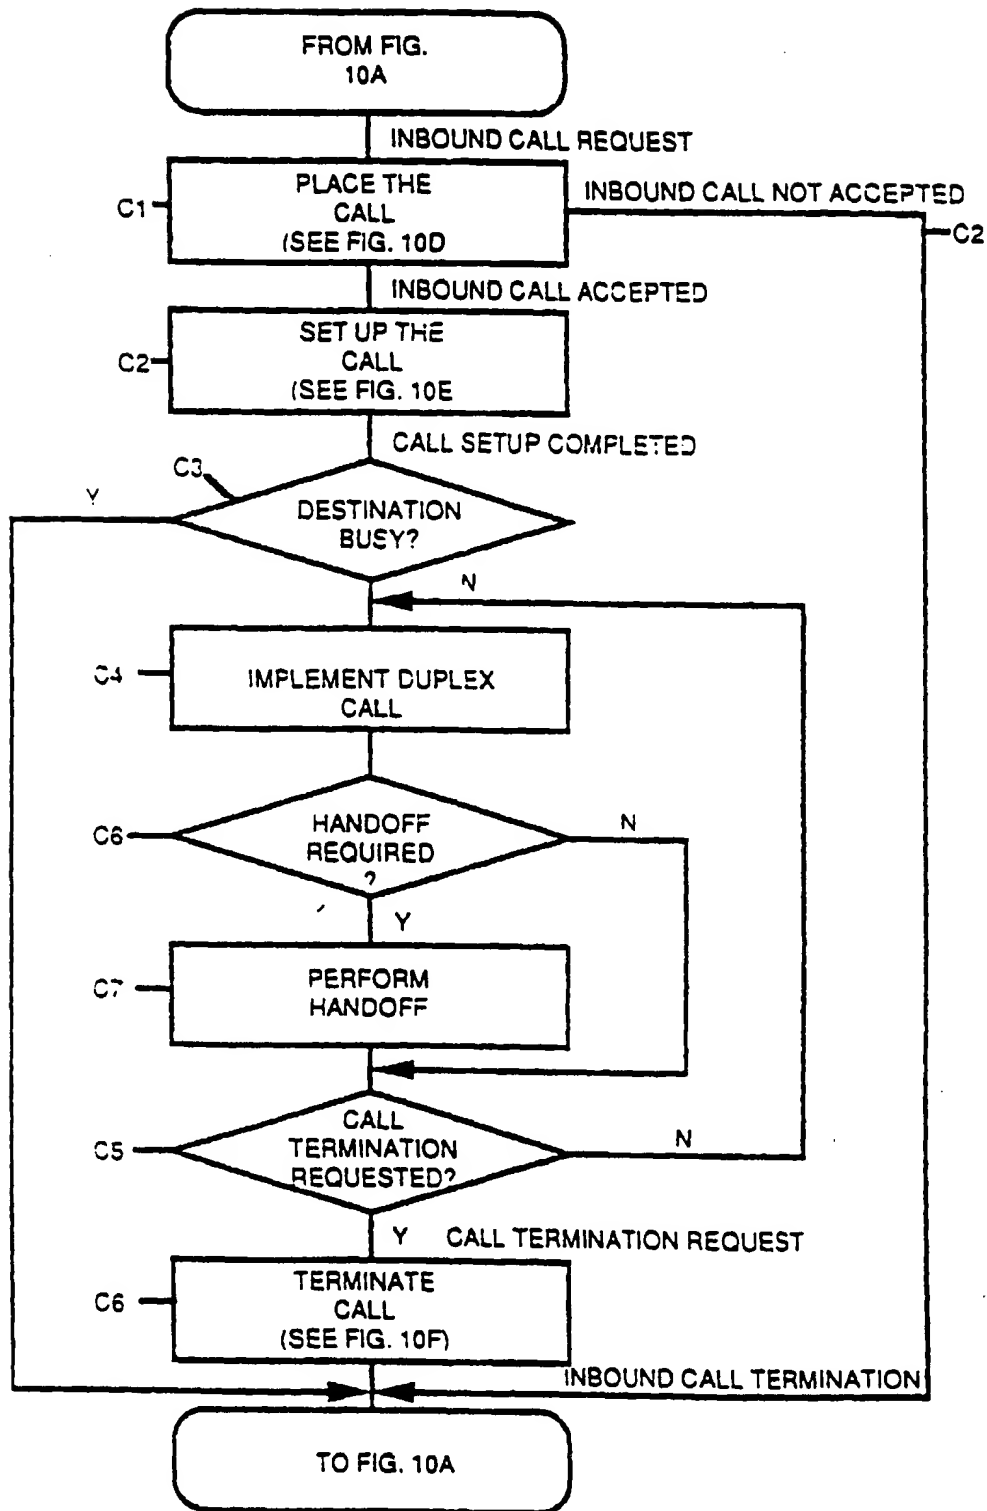 FROM FIG.
10A
INBOUND CALL REQUEST
C1
PLACE THE
CALL
(SEE FIG. 10D
INBOUND CALL NOT ACCEPTED
C2
INBOUND CALL ACCEPTED
C2
SET UP THE
CALL
(SEE FIG. 10E
CALL SETUP COMPLETED
C3
Y
DESTINATION
BUSY?
N
C4
IMPLEMENT DUPLEX
CALL
C6
HANDOFF
REQUIRED
?
N
Y
C7
PERFORM
HANDOFF
C5
CALL
TERMINATION
REQUESTED?
N
Y
CALL TERMINATION REQUEST
C6
TERMINATE
CALL
(SEE FIG. 10F)
INBOUND CALL TERMINATION
TO FIG. 10A